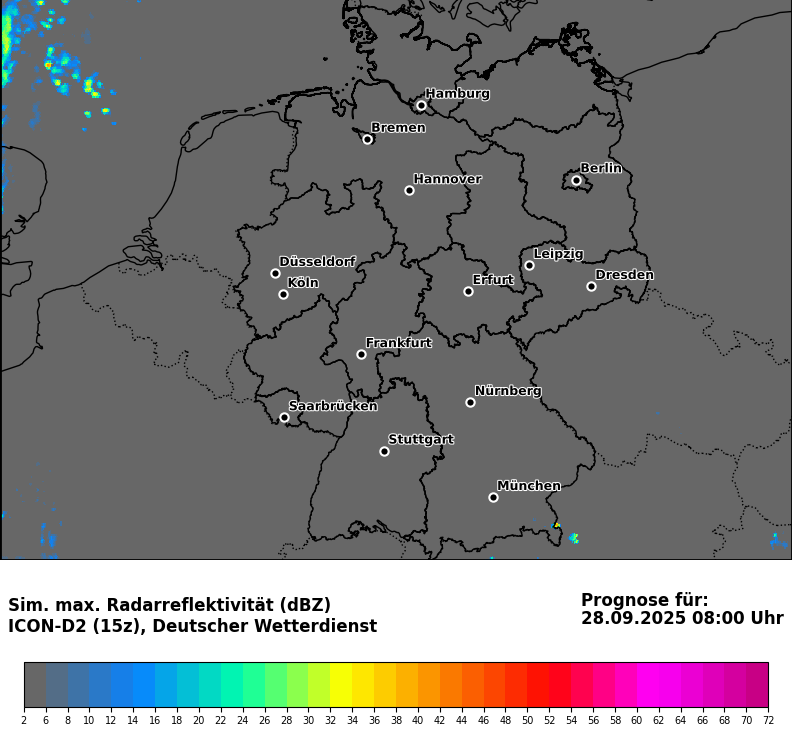 Hamburg
Bremen
Berlin
Hannover
Leipzig
Düsseldorf
Dresden
Köln
Erfurt
Frankfurt
Nürnberg
Saarbrücken
Stuttgart
München
Sim. max. Radarreflektivität (dBZ)
ICON-D2 (15z), Deutscher Wetterdienst
Prognose für:
28.09.2025 08:00 Uhr
2 6 8 10 12 14 16 18 20 22 24 26 28 30 32 34 36 38 40 42 44 46 48 50 52 54 56 58 60 62 64 66 68 70 72